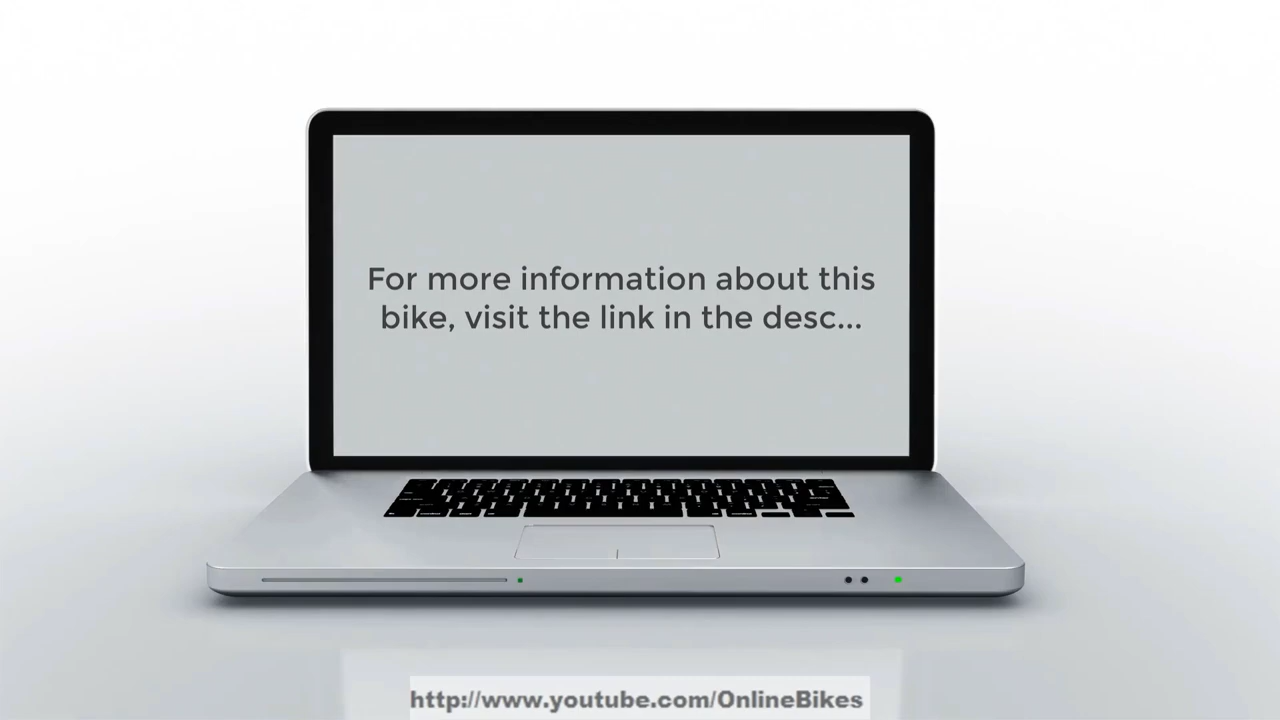 For more information about this
bike, visit the link in the desc...
http://www.youtube.com/OnlineBikes